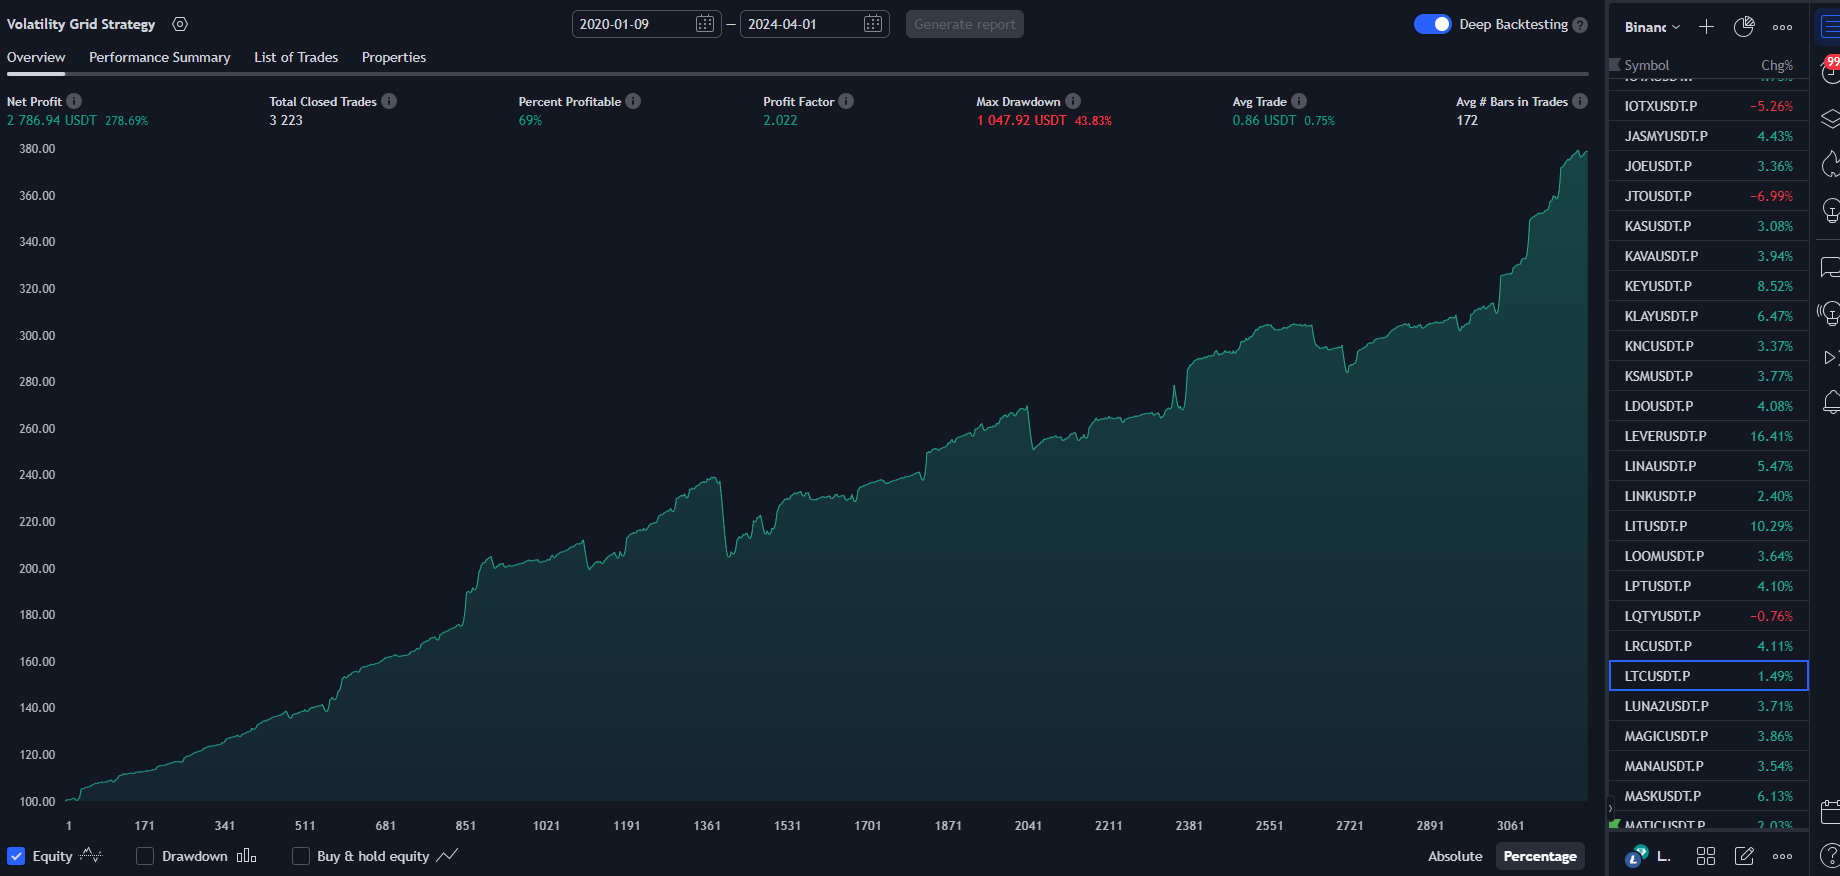 Volatility Grid Strategy
2020-01-09 — 2024-04-01
Generate report
Deep Backtesting
Overview Performance Summary List of Trades Properties
Net Profit
2 786.94 USDT 278.69%
Total Closed Trades
3 223
Percent Profitable
69%
Profit Factor
2.022
Max Drawdown
1 047.92 USDT 43.83%
Avg Trade
0.86 USDT 0.75%
Avg # Bars in Trades
172
380.00
360.00
340.00
320.00
300.00
280.00
260.00
240.00
220.00
200.00
180.00
160.00
140.00
120.00
100.00
1 171 341 511 681 851 1021 1191 1361 1531 1701 1871 2041 2211 2381 2551 2721 2891 3061
Equity Drawdown Buy & hold equity
Absolute Percentage
Binanc
Symbol Chg%
IOTXUSDT.P −5.26%
JASMYUSDT.P 4.43%
JOEUSDT.P 3.36%
JTOUSDT.P −6.99%
KASUSDT.P 3.08%
KAVAUSDT.P 3.94%
KEYUSDT.P 8.52%
KLAYUSDT.P 6.47%
KNCUSDT.P 3.37%
KSMUSDT.P 3.77%
LDOUSDT.P 4.08%
LEVERUSDT.P 16.41%
LINAUSDT.P 5.47%
LINKUSDT.P 2.40%
LITUSDT.P 10.29%
LOOMUSDT.P 3.64%
LPTUSDT.P 4.10%
LQTYUSDT.P −0.76%
LRCUSDT.P 4.11%
LTCUSDT.P 1.49%
LUNA2USDT.P 3.71%
MAGICUSDT.P 3.86%
MANAUSDT.P 3.54%
MASKUSDT.P 6.13%
MATICUSDT.P 2.03%
L.
99